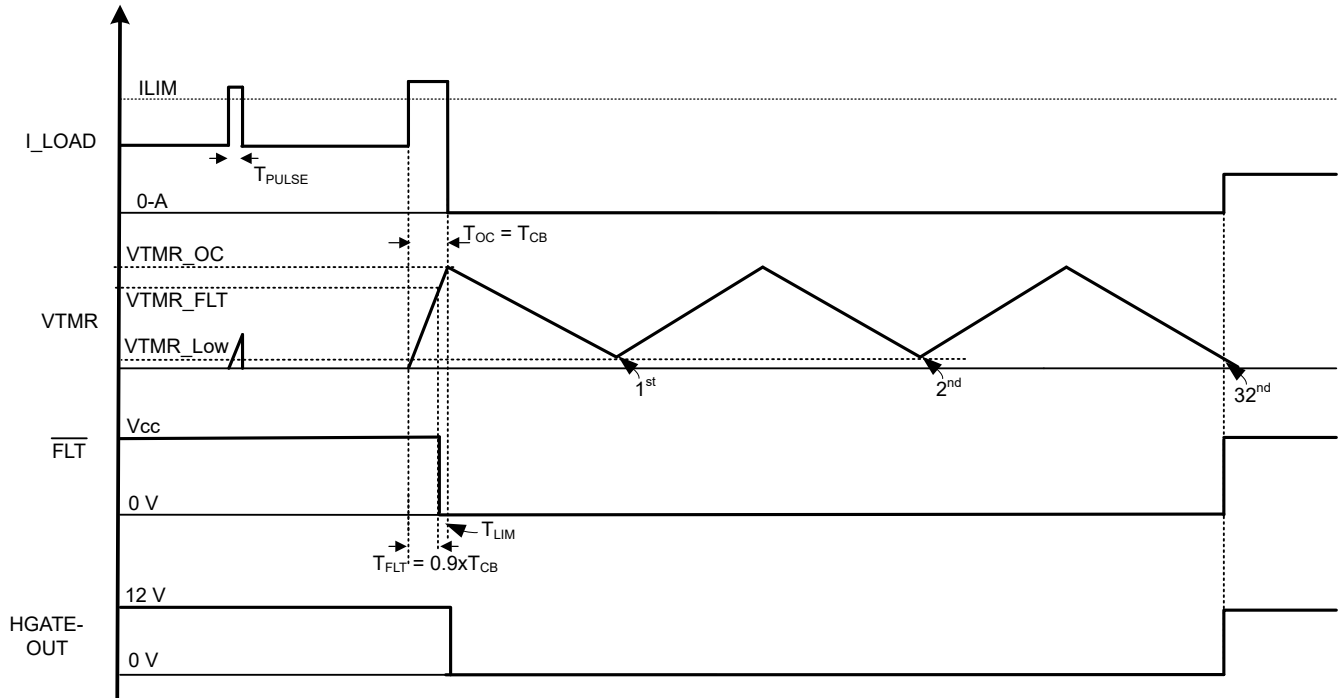 ILIM
I_LOAD
TPULSE
0-A
TOC = TCB
VTMR_OC
VTMR_FLT
VTMR
VTMR_Low
1st
2nd
32nd
Vcc
FLT
0 V
TLIM
TFLT = 0.9xTCB
12 V
HGATE-
OUT
0 V